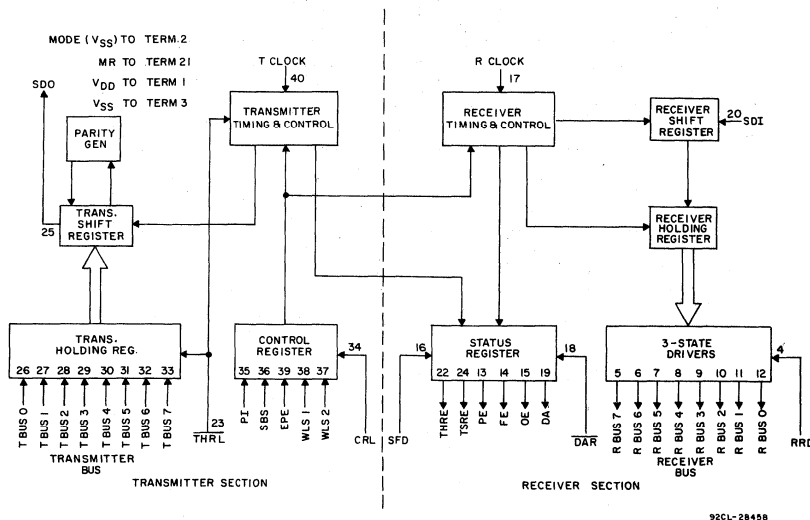 MODE (VSS) TO TERM. 2
MR TO TERM 21
VDD TO TERM 1
VSS TO TERM 3
SDO
T CLOCK
40
R CLOCK
17
PARITY
GEN
TRANSMITTER
TIMING & CONTROL
RECEIVER
TIMING & CONTROL
RECEIVER
SHIFT
REGISTER
20
SDI
25
TRANS.
SHIFT
REGISTER
RECEIVER
HOLDING
REGISTER
TRANS.
HOLDING REG.
26 27 28 29 30 31 32 33
CONTROL
REGISTER
35 36 39 38 37
34
16
STATUS
REGISTER
22 24 13 14 15 19
18
3-STATE
DRIVERS
5 6 7 8 9 10 11 12
4
T BUS 0
T BUS 1
T BUS 2
T BUS 3
T BUS 4
T BUS 5
T BUS 6
T BUS 7
23
THRL
PI
SBS
EPE
WLS 1
WLS 2
CRL
SFD
THRE
TSRE
PE
FE
OE
DA
DAR
R BUS 7
R BUS 6
R BUS 5
R BUS 4
R BUS 3
R BUS 2
R BUS 1
R BUS 0
RRD
TRANSMITTER
BUS
RECEIVER
BUS
TRANSMITTER SECTION
RECEIVER SECTION
92CL-28458